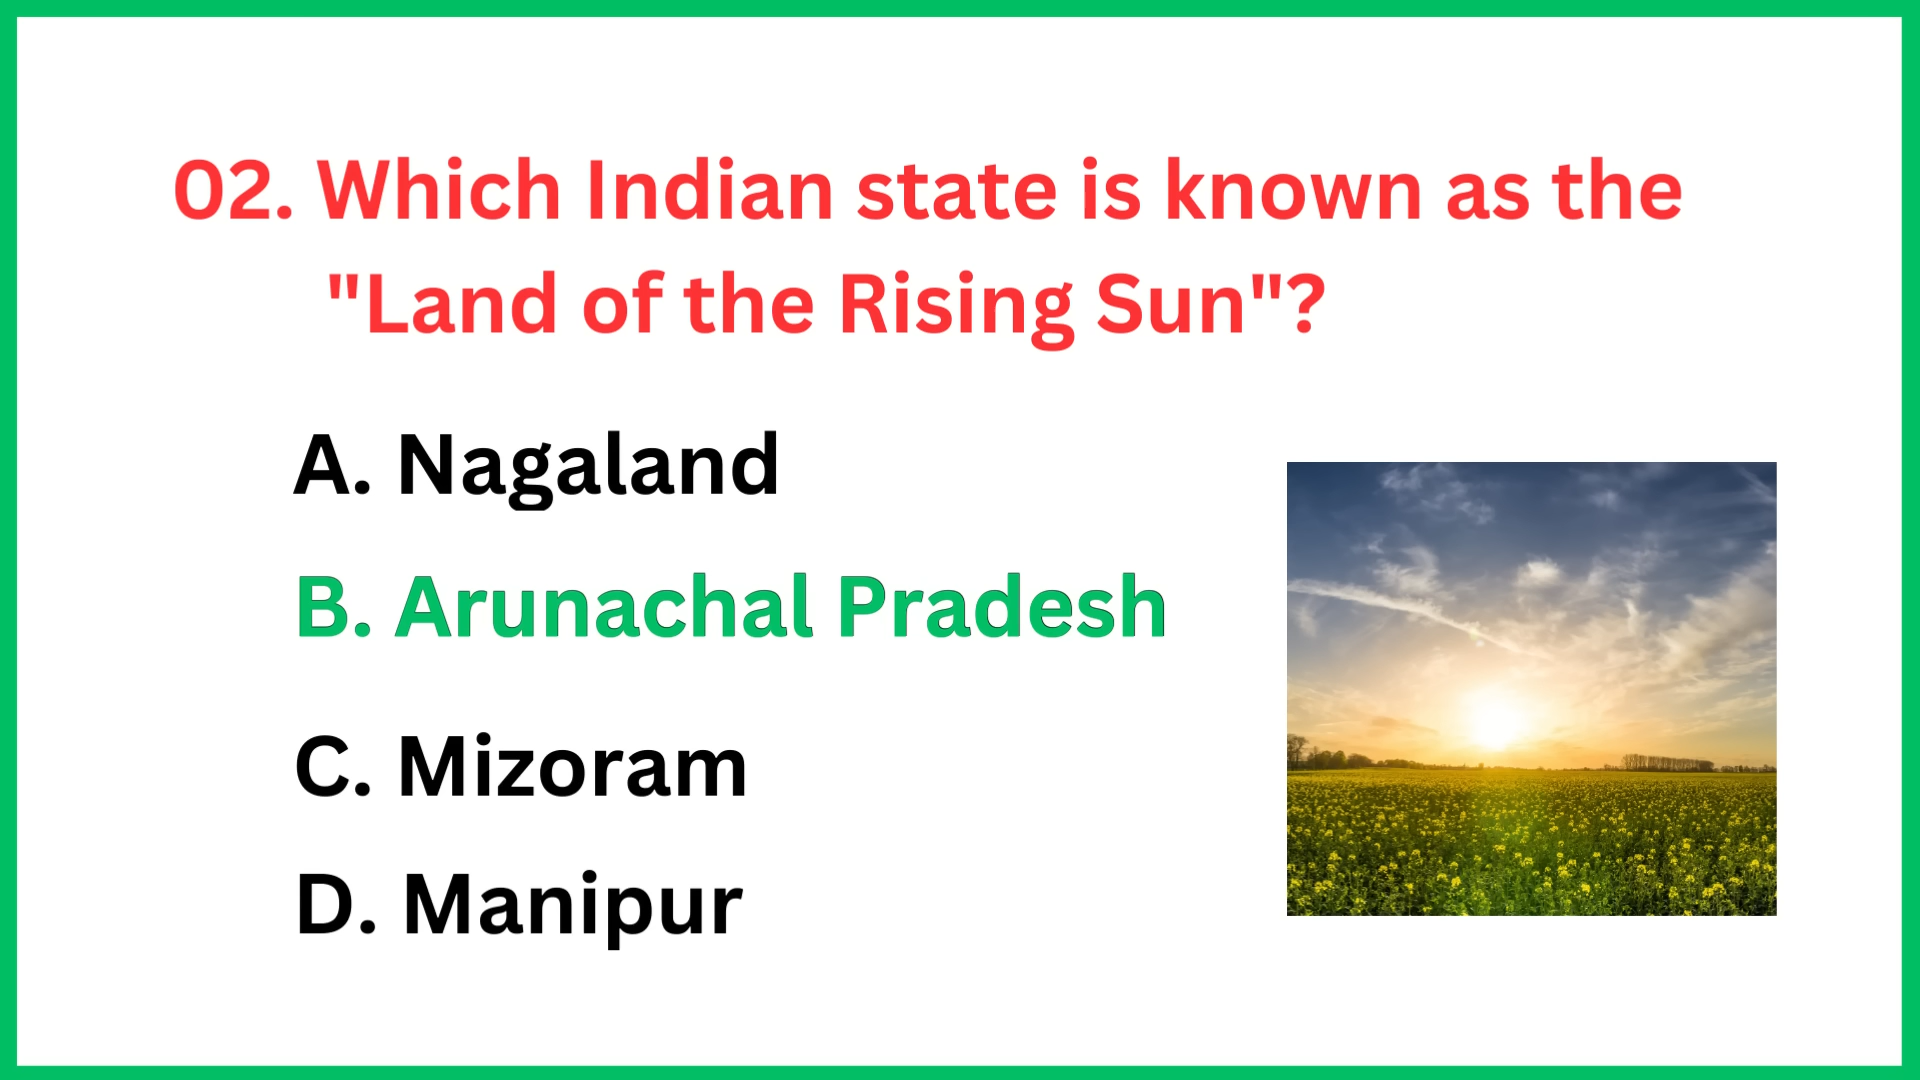 02. Which Indian state is known as the
"Land of the Rising Sun"?
A. Nagaland
B. Arunachal Pradesh
C. Mizoram
D. Manipur